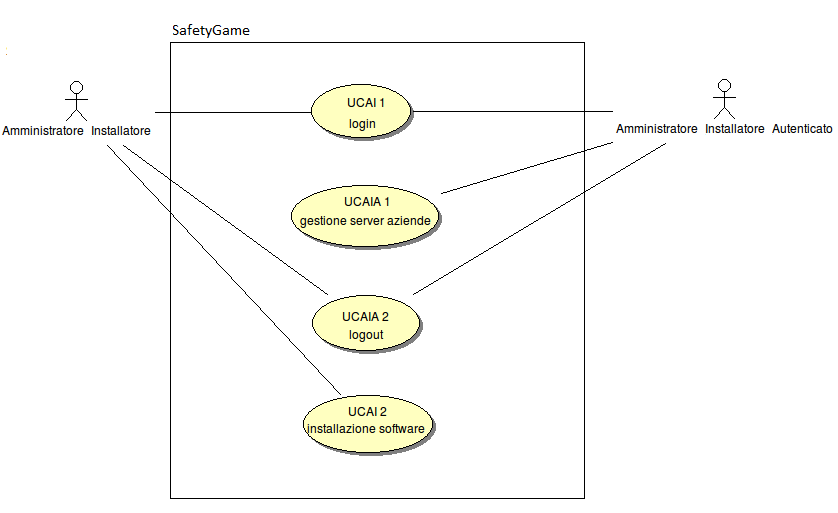 SafetyGame
UCAI 1
login
Amministratore Installatore
Amministratore Installatore Autenticato
UCAIA 1
gestione server aziende
UCAIA 2
logout
UCAI 2
installazione software